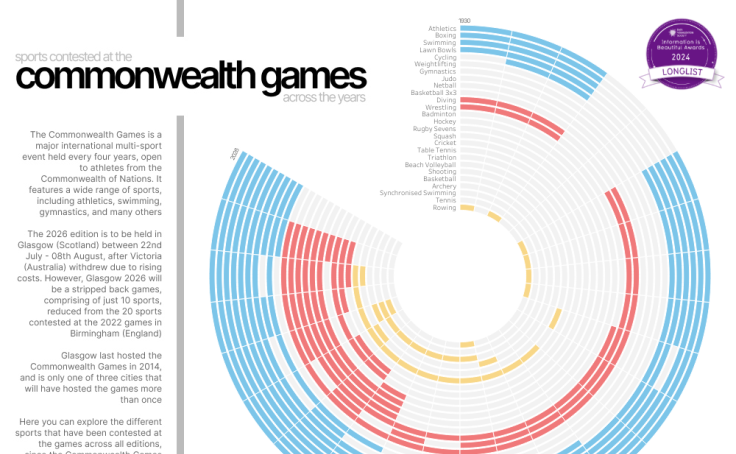 sports contested at the
commonwealth games
across the years
The Commonwealth Games is a
major international multi-sport
event held every four years, open
to athletes from the
Commonwealth of Nations. It
features a wide range of sports,
including athletics, swimming,
gymnastics, and many others
The 2026 edition is to be held in
Glasgow (Scotland) between 22nd
July - 08th August, after Victoria
(Australia) withdrew due to rising
costs. However, Glasgow 2026 will
be a stripped back games,
comprising of just 10 sports,
reduced from the 20 sports
contested at the 2022 games in
Birmingham (England)
Glasgow last hosted the
Commonwealth Games in 2014,
and is only one of three cities that
will have hosted the games more
than once
Here you can explore the different
sports that have been contested at
the games across all editions,
since the Commonwealth Games
1930
Athletics
Boxing
Swimming
Lawn Bowls
Cycling
Weightlifting
Gymnastics
Judo
Netball
Basketball 3x3
Diving
Wrestling
Badminton
Hockey
Rugby Sevens
Squash
Cricket
Table Tennis
Triathlon
Beach Volleyball
Shooting
Basketball
Archery
Synchronised Swimming
Tennis
Rowing
2026
Information is
Beautiful Awards
2024
LONGLIST